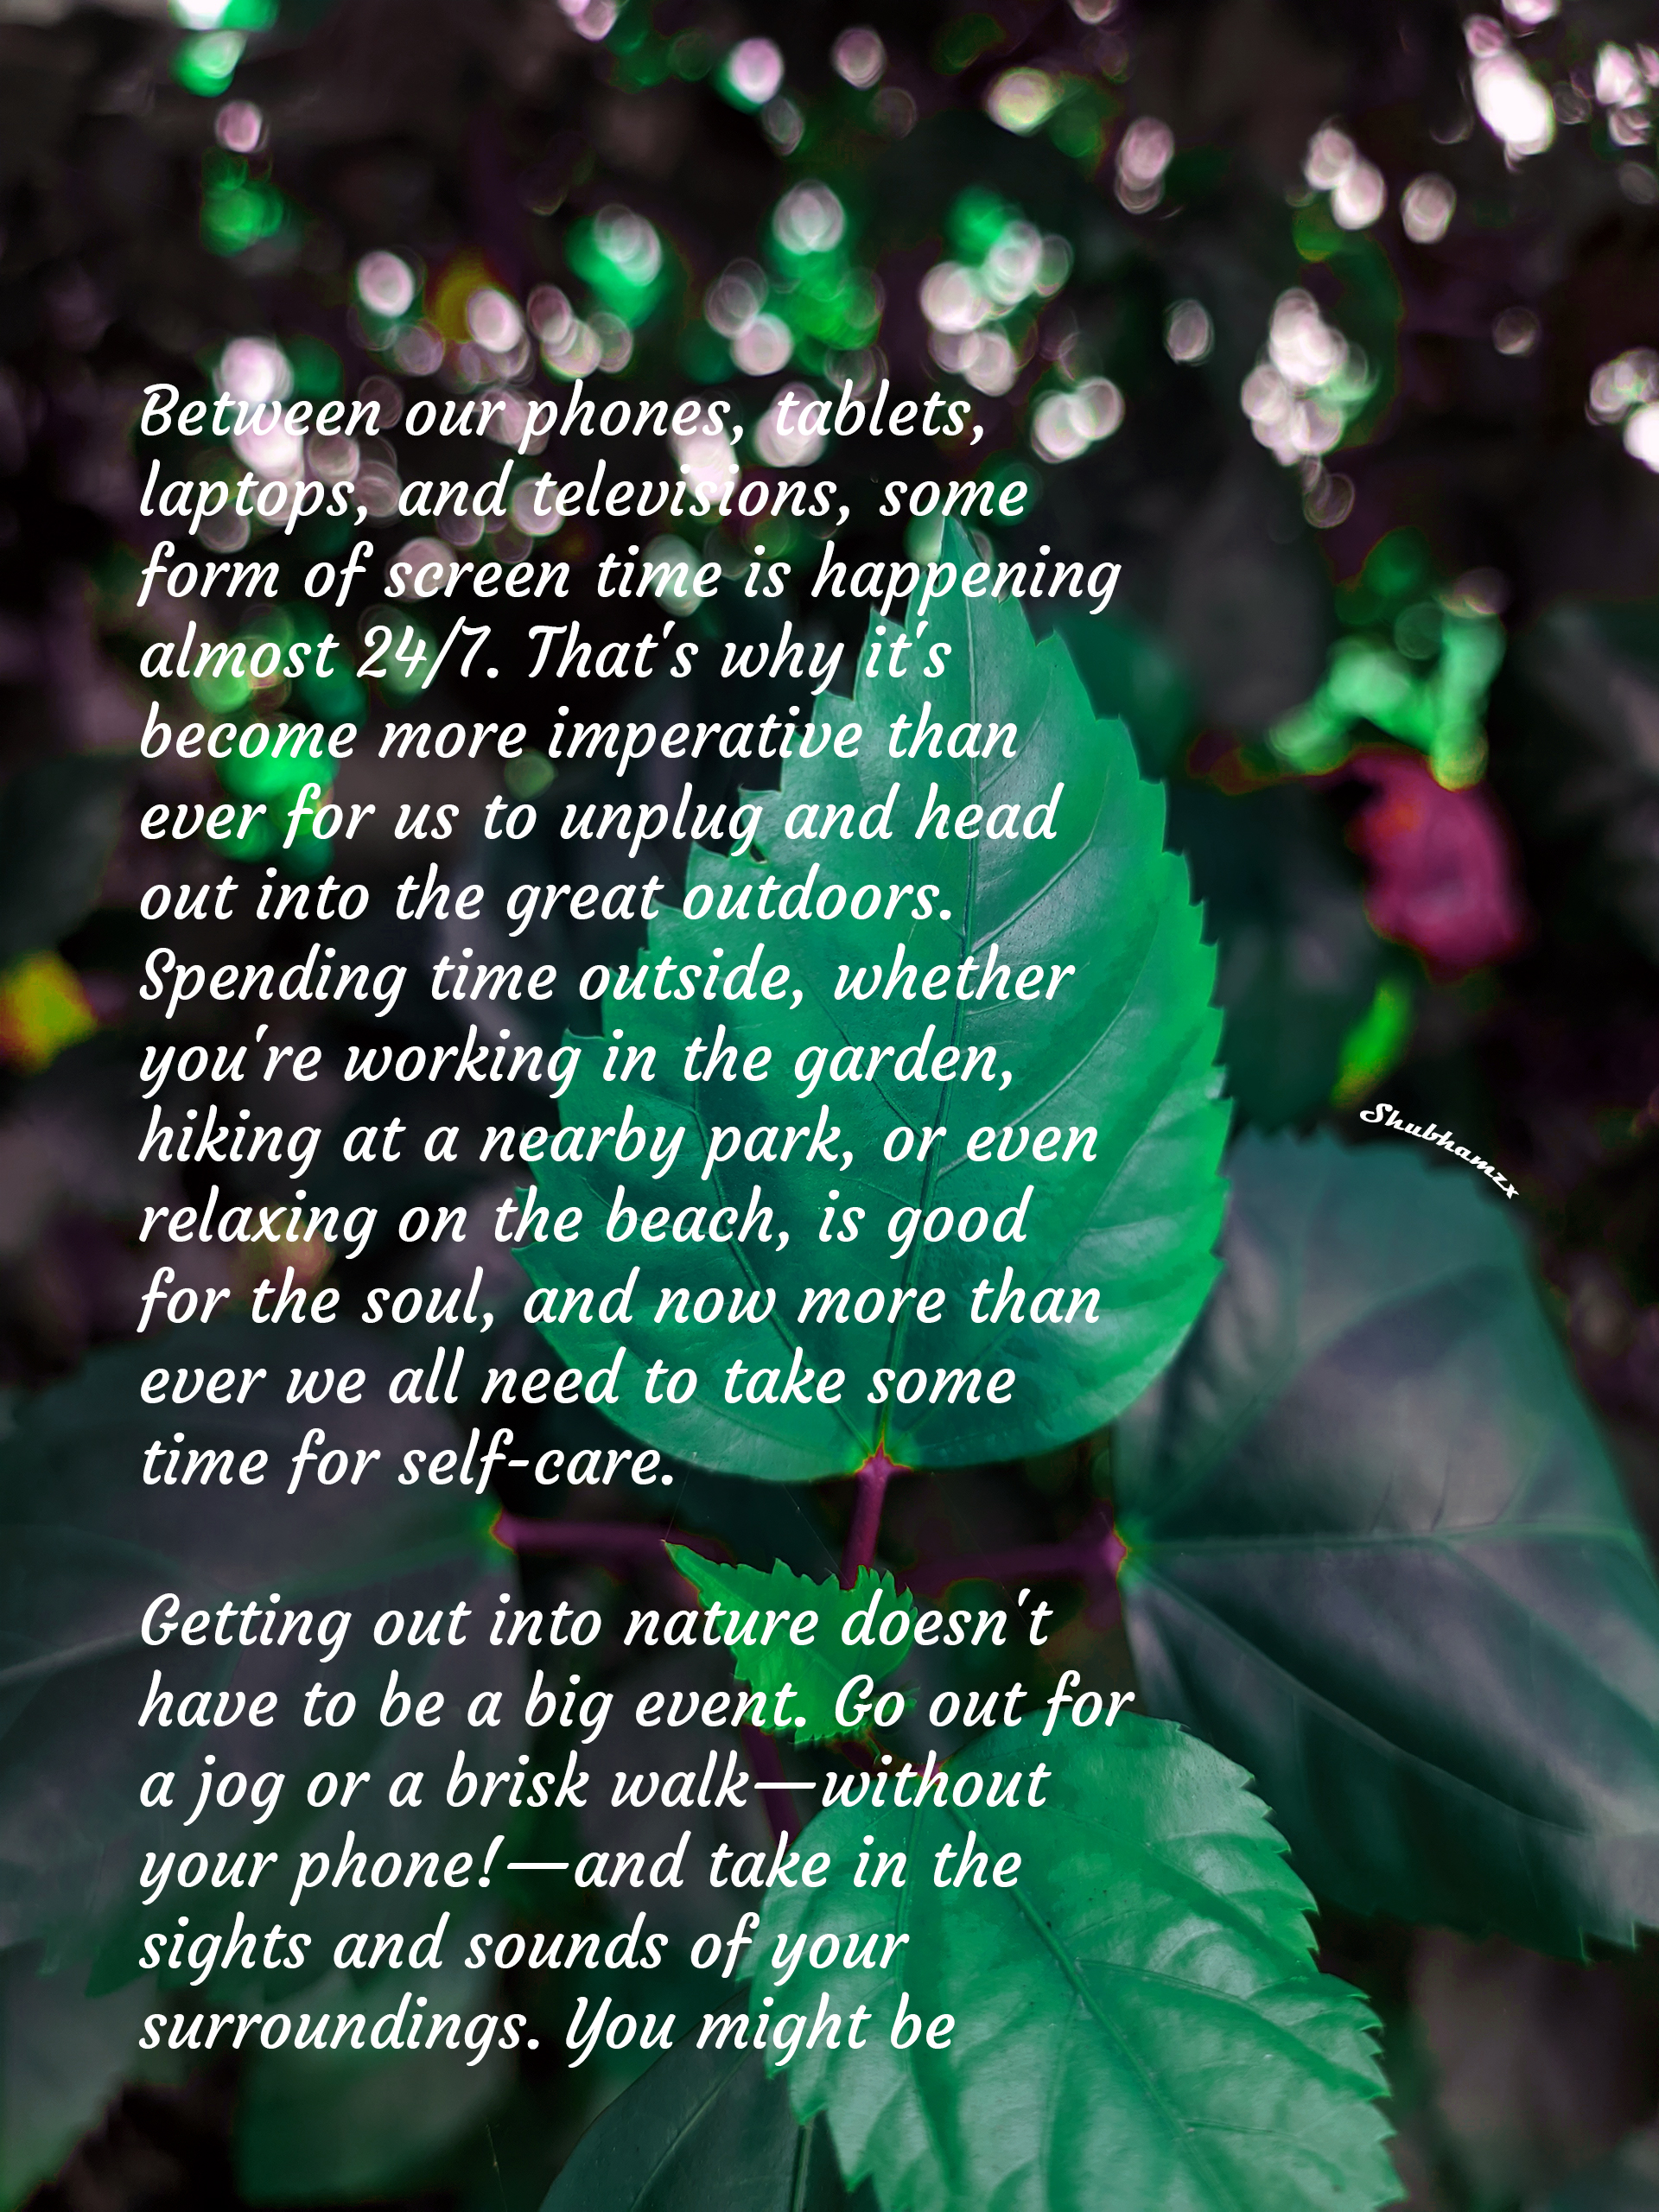 Between our phones, tablets,
laptops, and televisions, some
form of screen time is happening
almost 24/7. That's why it's
become more imperative than
ever for us to unplug and head
out into the great outdoors.
Spending time outside, whether
you're working in the garden,
hiking at a nearby park, or even
relaxing on the beach, is good
for the soul, and now more than
ever we all need to take some
time for self-care.
Getting out into nature doesn't
have to be a big event. Go out for
a jog or a brisk walk—without
your phone!—and take in the
sights and sounds of your
surroundings. You might be
Shubhamzx